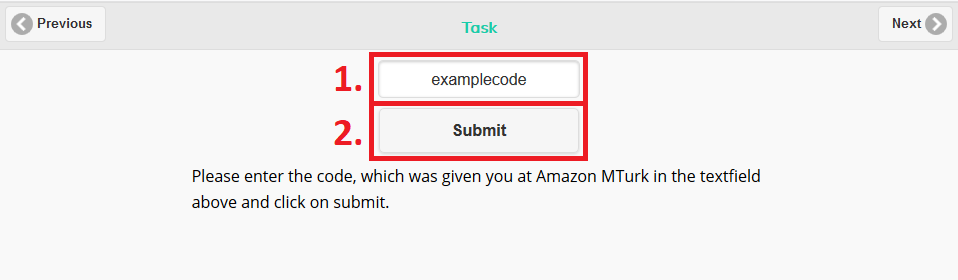 Previous
Task
Next
1. examplecode
2. Submit
Please enter the code, which was given you at Amazon MTurk in the textfield
above and click on submit.